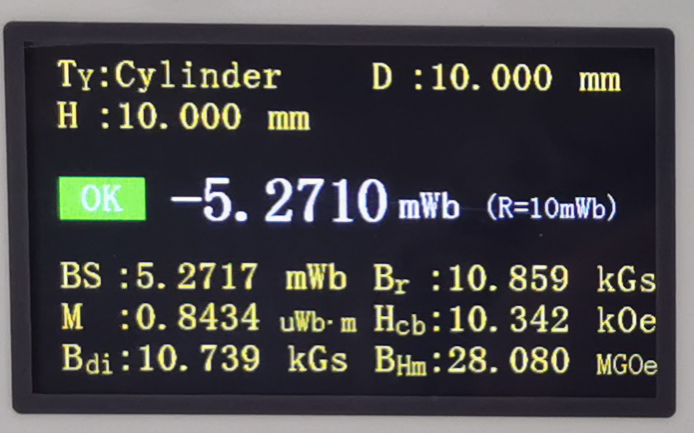 Ty:Cylinder D :10.000 mm
H :10.000 mm
OK -5.2710 mWb (R=10mWb)
BS :5.2717 mWb Br :10.859 kGs
M :0.8434 uWb·m Hcb:10.342 kOe
Bdi:10.739 kGs BHm:28.080 MGOe